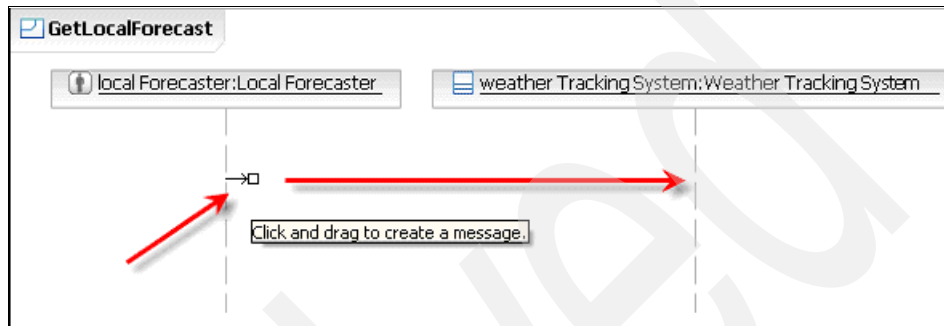 GetLocalForecast
local Forecaster:Local Forecaster
weather Tracking System:Weather Tracking System
Click and drag to create a message.